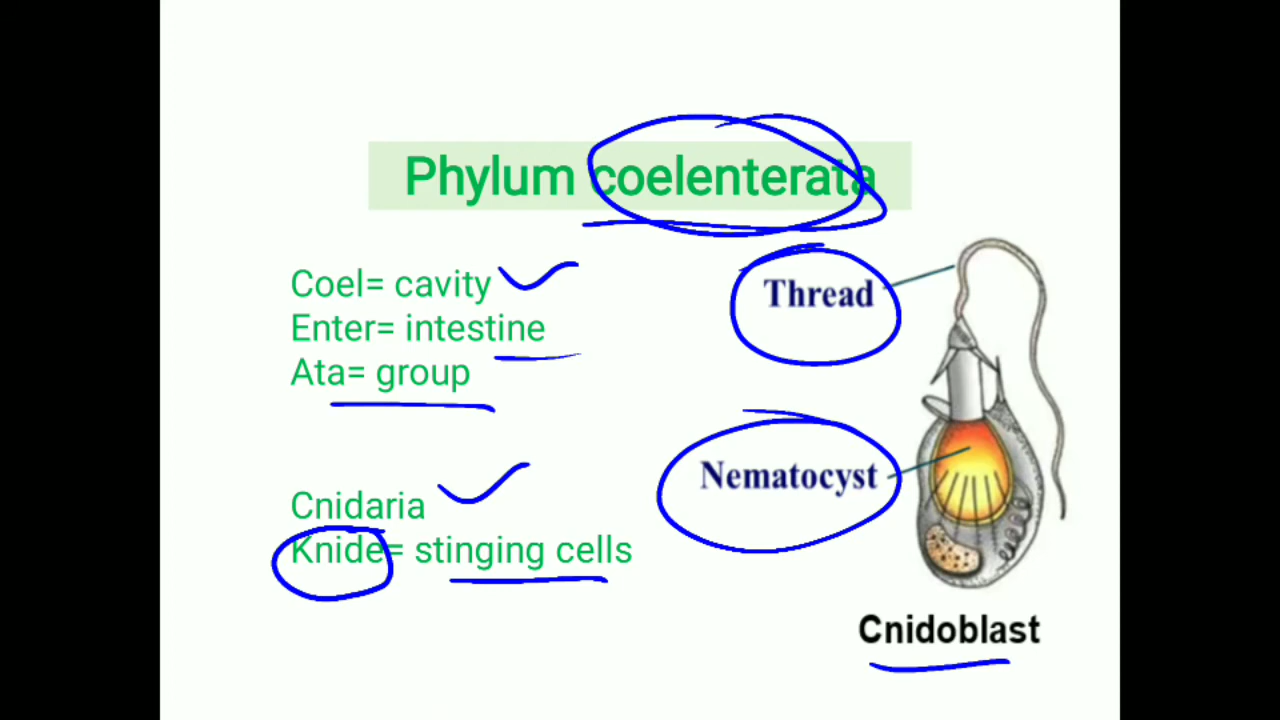 Phylum coelenterata
Coel= cavity
Enter= intestine
Ata= group
Cnidaria
Knide= stinging cells
Thread
Nematocyst
Cnidoblast